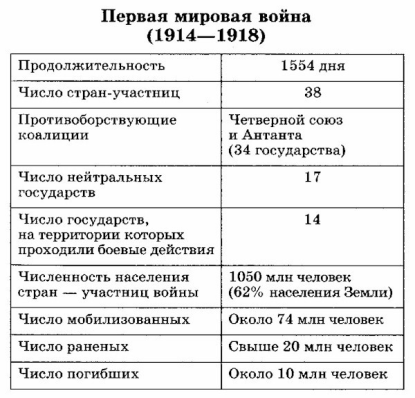 Первая мировая война
(1914—1918)
Продолжительность
1554 дня
Число стран-участниц
38
Противоборствующие
коалиции
Четверной союз
и Антанта
(34 государства)
Число нейтральных
государств
17
Число государств,
на территории которых
проходили боевые действия
14
Численность населения
стран — участниц войны
1050 млн человек
(62% населения Земли)
Число мобилизованных
Около 74 млн человек
Число раненых
Свыше 20 млн человек
Число погибших
Около 10 млн человек